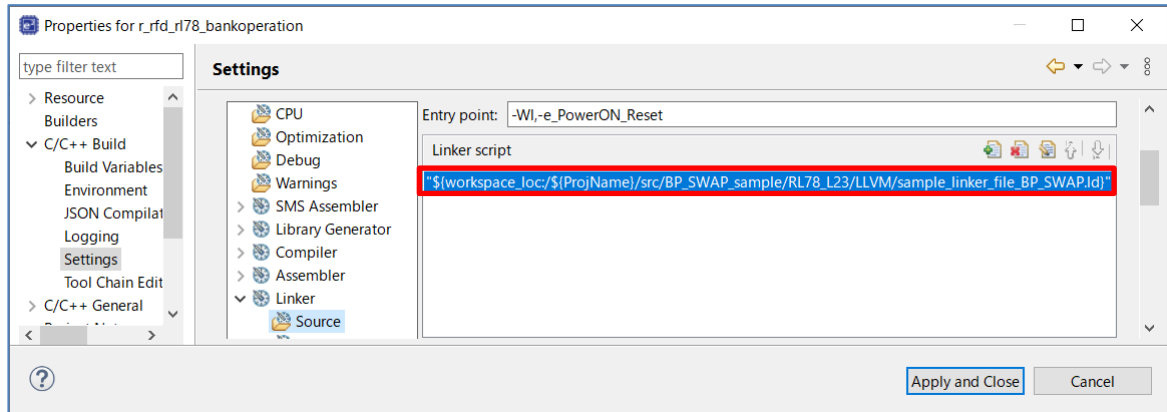 Properties for r_rfd_rl78_bankoperation
type filter text
Settings
Resource
Builders
C/C++ Build
Build Variables
Environment
JSON Compilat
Logging
Settings
Tool Chain Edit
C/C++ General
CPU
Optimization
Debug
Warnings
SMS Assembler
Library Generator
Compiler
Assembler
Linker
Source
Entry point: -Wl,-e_PowerON_Reset
Linker script
"${workspace_loc:/${ProjName}/src/BP_SWAP_sample/RL78_L23/LLVM/sample_linker_file_BP_SWAP.ld}"
?
Apply and Close
Cancel